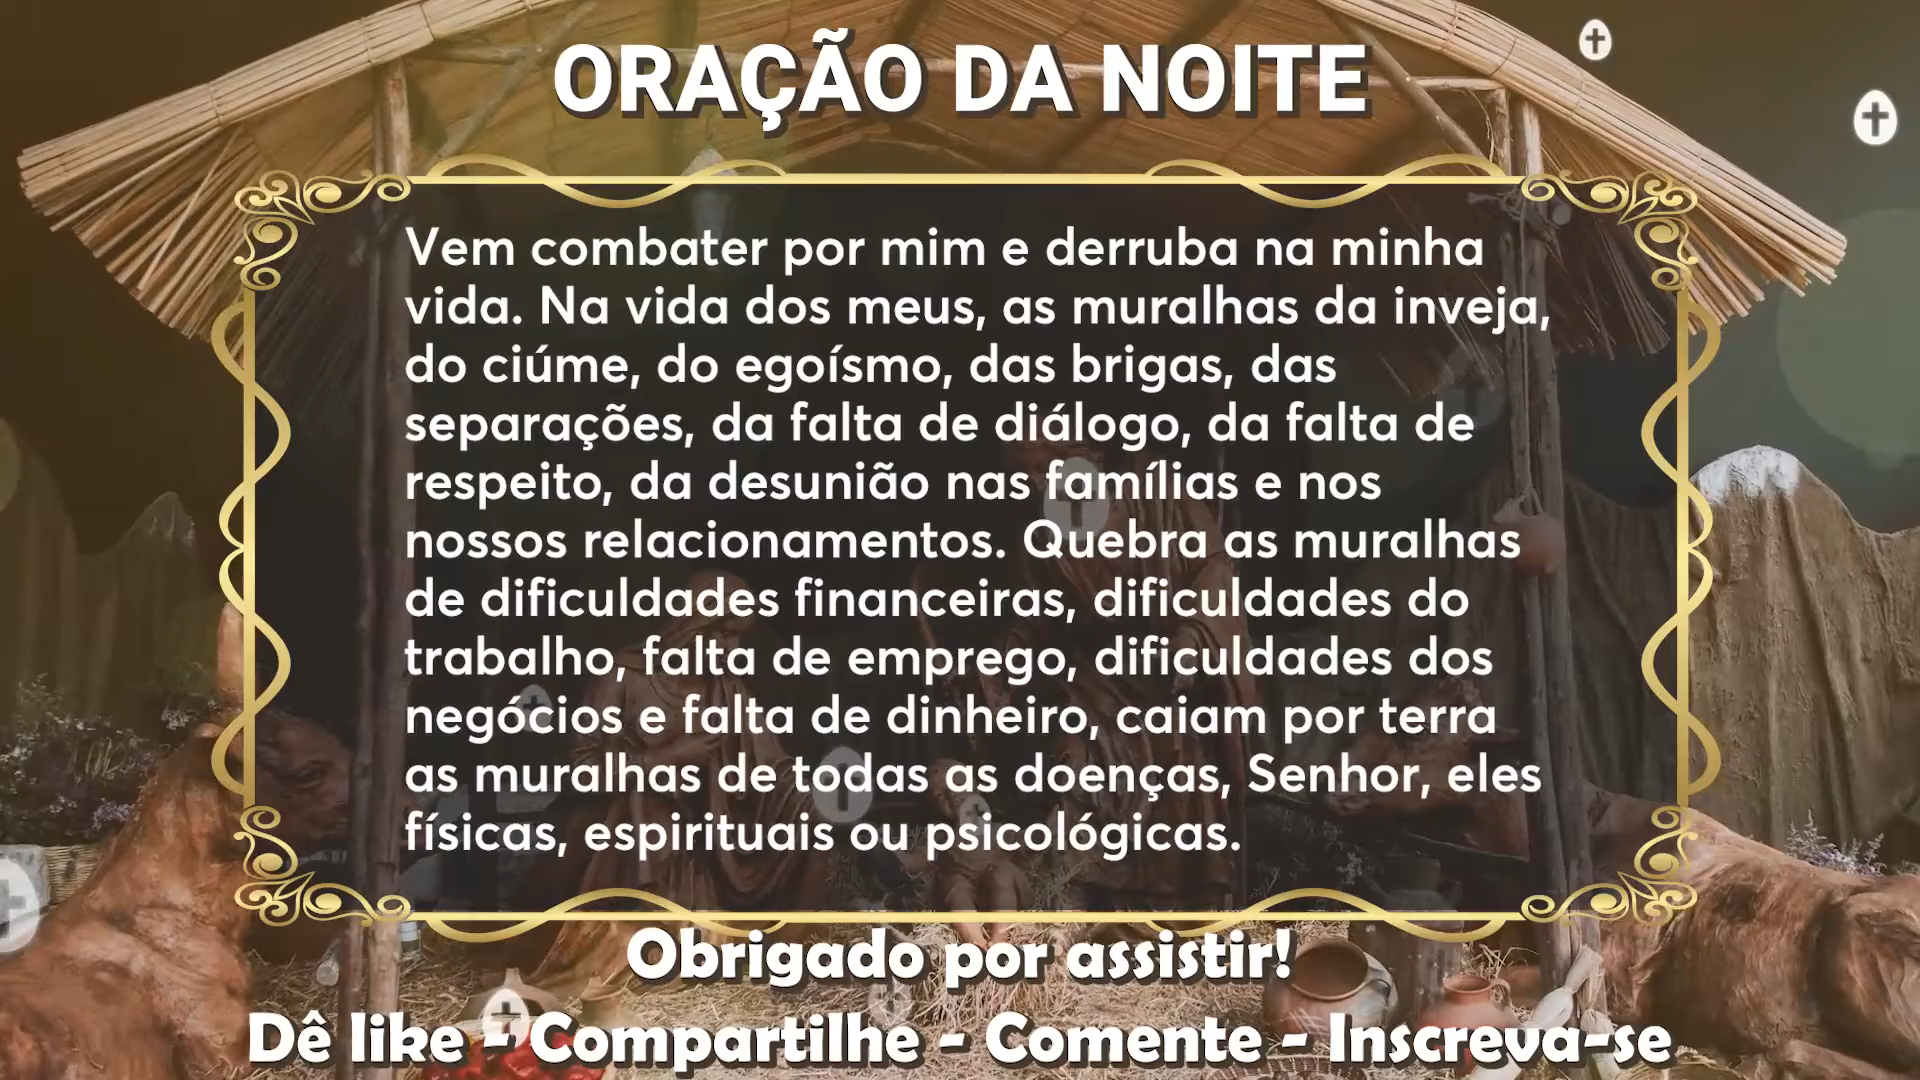 ORAÇÃO DA NOITE
Vem combater por mim e derruba na minha
vida. Na vida dos meus, as muralhas da inveja,
do ciúme, do egoísmo, das brigas, das
separações, da falta de diálogo, da falta de
respeito, da desunião nas famílias e nos
nossos relacionamentos. Quebra as muralhas
de dificuldades financeiras, dificuldades do
trabalho, falta de emprego, dificuldades dos
negócios e falta de dinheiro, caiam por terra
as muralhas de todas as doenças, Senhor, eles
físicas, espirituais ou psicológicas.
Obrigado por assistir!
Dê like - Compartilhe - Comente - Inscreva-se